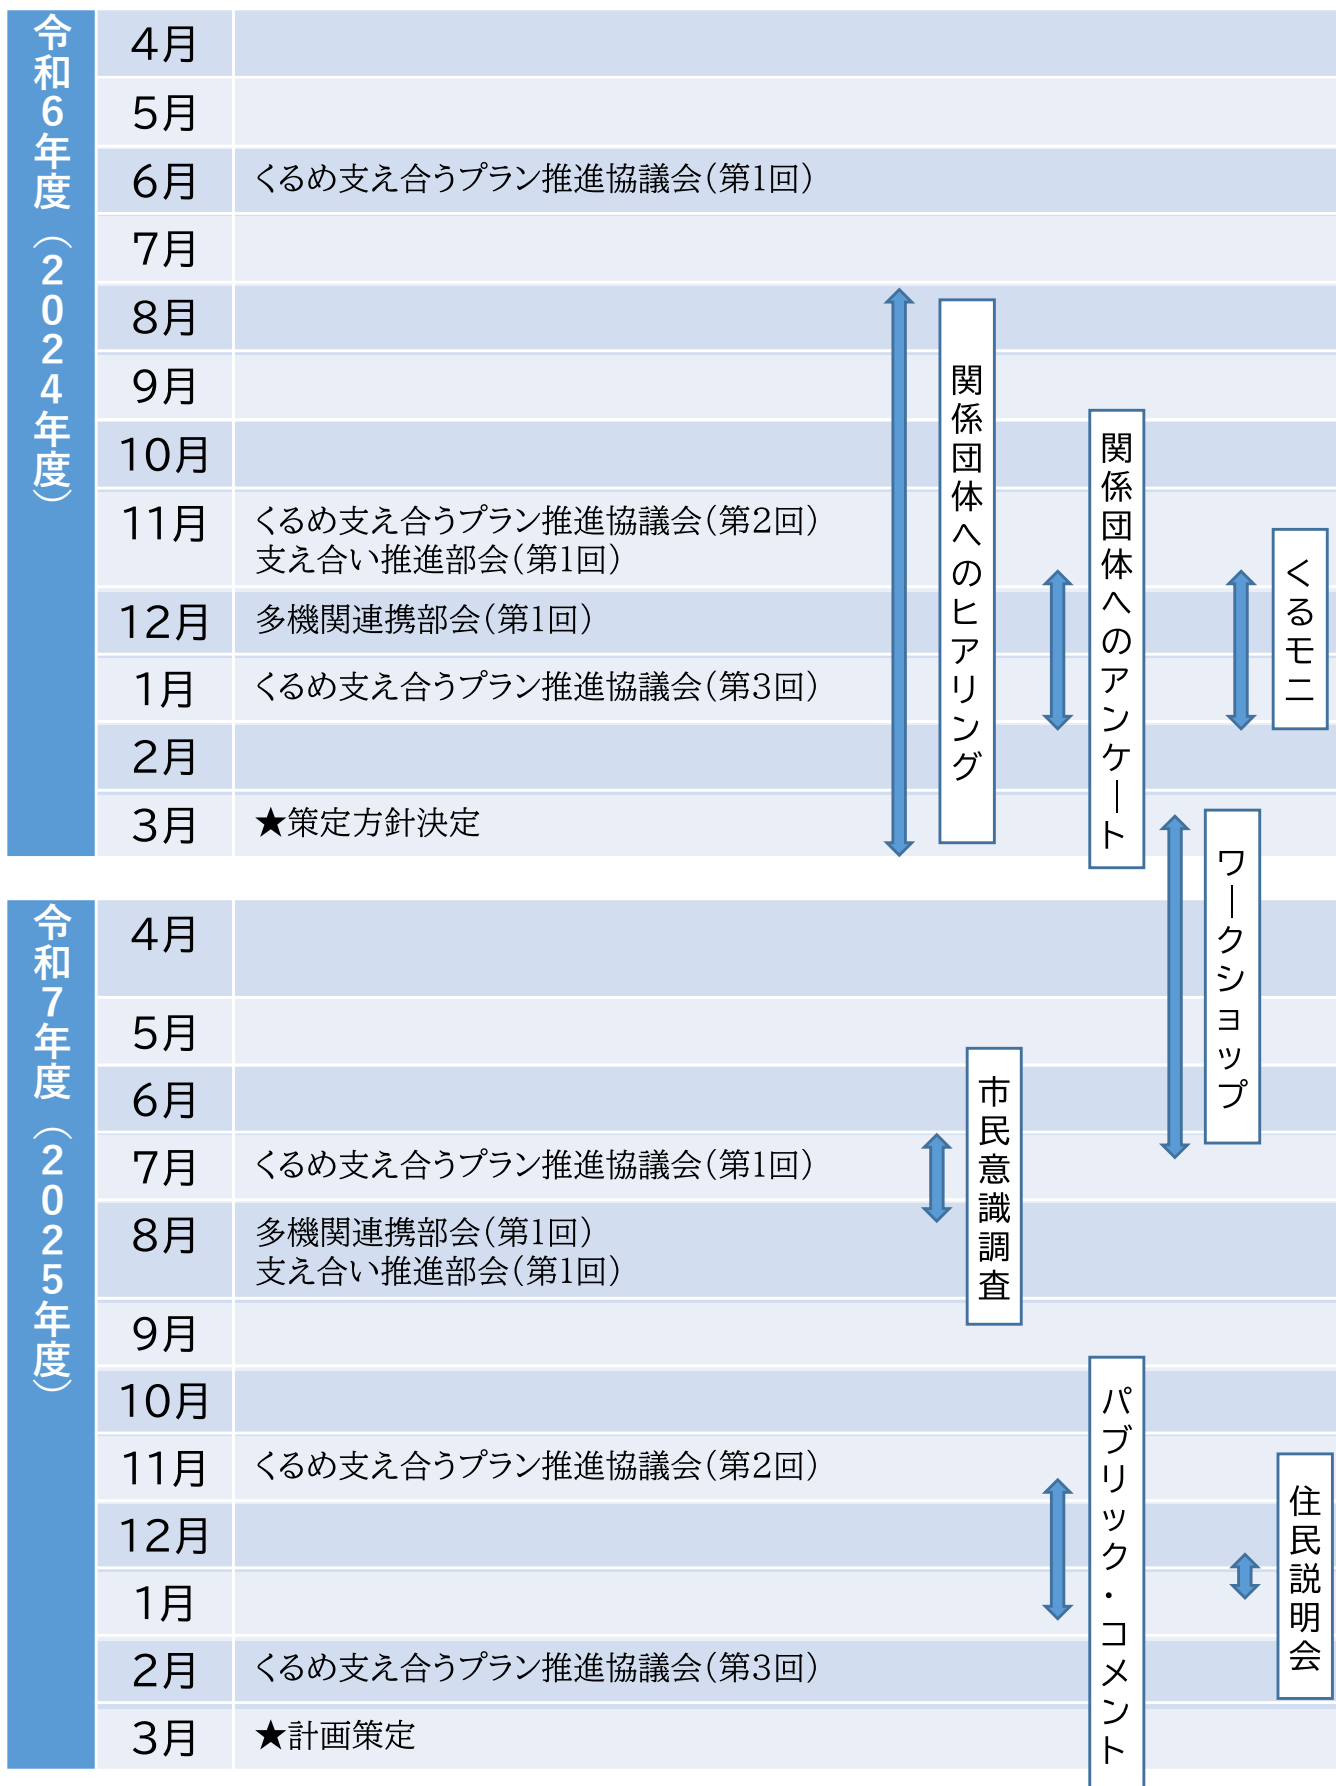 令和6年度（2024年度）
4月
5月
6月
くるめ支え合うプラン推進協議会（第1回）
7月
8月
9月
10月
11月
くるめ支え合うプラン推進協議会（第2回）
支え合い推進部会（第1回）
12月
多機関連携部会（第1回）
1月
くるめ支え合うプラン推進協議会（第3回）
2月
3月
★策定方針決定
関係団体へのヒアリング
関係団体へのアンケート
くるモニ
ワークショップ
令和7年度（2025年度）
4月
5月
6月
7月
くるめ支え合うプラン推進協議会（第1回）
8月
多機関連携部会（第1回）
支え合い推進部会（第1回）
9月
10月
11月
くるめ支え合うプラン推進協議会（第2回）
12月
1月
2月
くるめ支え合うプラン推進協議会（第3回）
3月
★計画策定
市民意識調査
パブリック・コメント
住民説明会